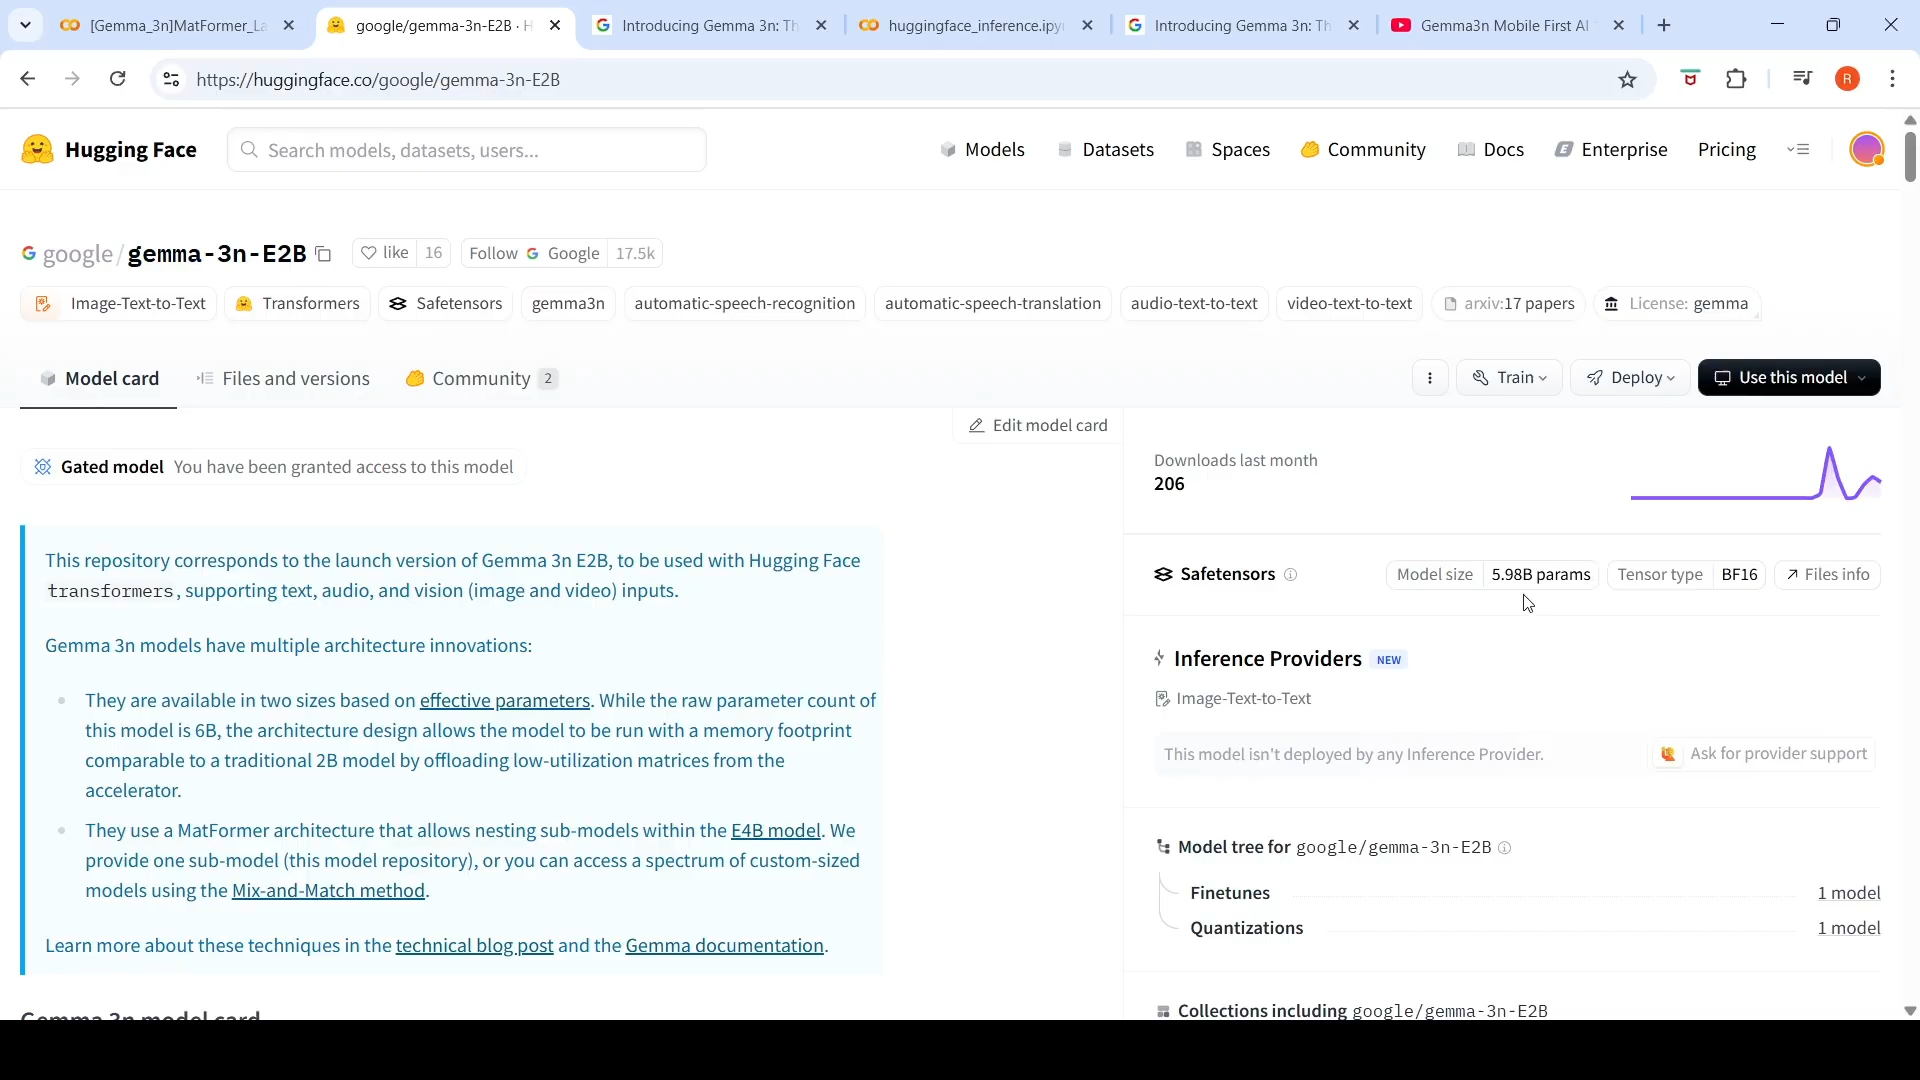 [Gemma_3n]MatFormer_La
google/gemma-3n-E2B · H
Introducing Gemma 3n: Th
huggingface_inference.ipy
Introducing Gemma 3n: Th
Gemma3n Mobile First AI
https://huggingface.co/google/gemma-3n-E2B
R
Hugging Face
Search models, datasets, users...
Models
Datasets
Spaces
Community
Docs
Enterprise
Pricing
google/gemma-3n-E2B
like 16
Follow Google 17.5k
Image-Text-to-Text
Transformers
Safetensors
gemma3n
automatic-speech-recognition
automatic-speech-translation
audio-text-to-text
video-text-to-text
arxiv:17 papers
License: gemma
Model card
Files and versions
Community 2
Train
Deploy
Use this model
Edit model card
Gated model You have been granted access to this model
This repository corresponds to the launch version of Gemma 3n E2B, to be used with Hugging Face
transformers, supporting text, audio, and vision (image and video) inputs.
Gemma 3n models have multiple architecture innovations:
They are available in two sizes based on effective parameters. While the raw parameter count of
this model is 6B, the architecture design allows the model to be run with a memory footprint
comparable to a traditional 2B model by offloading low-utilization matrices from the
accelerator.
They use a MatFormer architecture that allows nesting sub-models within the E4B model. We
provide one sub-model (this model repository), or you can access a spectrum of custom-sized
models using the Mix-and-Match method.
Learn more about these techniques in the technical blog post and the Gemma documentation.
Gemma 3n model card
Downloads last month
206
Safetensors
Model size 5.98B params
Tensor type BF16
Files info
Inference Providers NEW
Image-Text-to-Text
This model isn't deployed by any Inference Provider.
Ask for provider support
Model tree for google/gemma-3n-E2B
Finetunes 1 model
Quantizations 1 model
Collections including google/gemma-3n-E2B